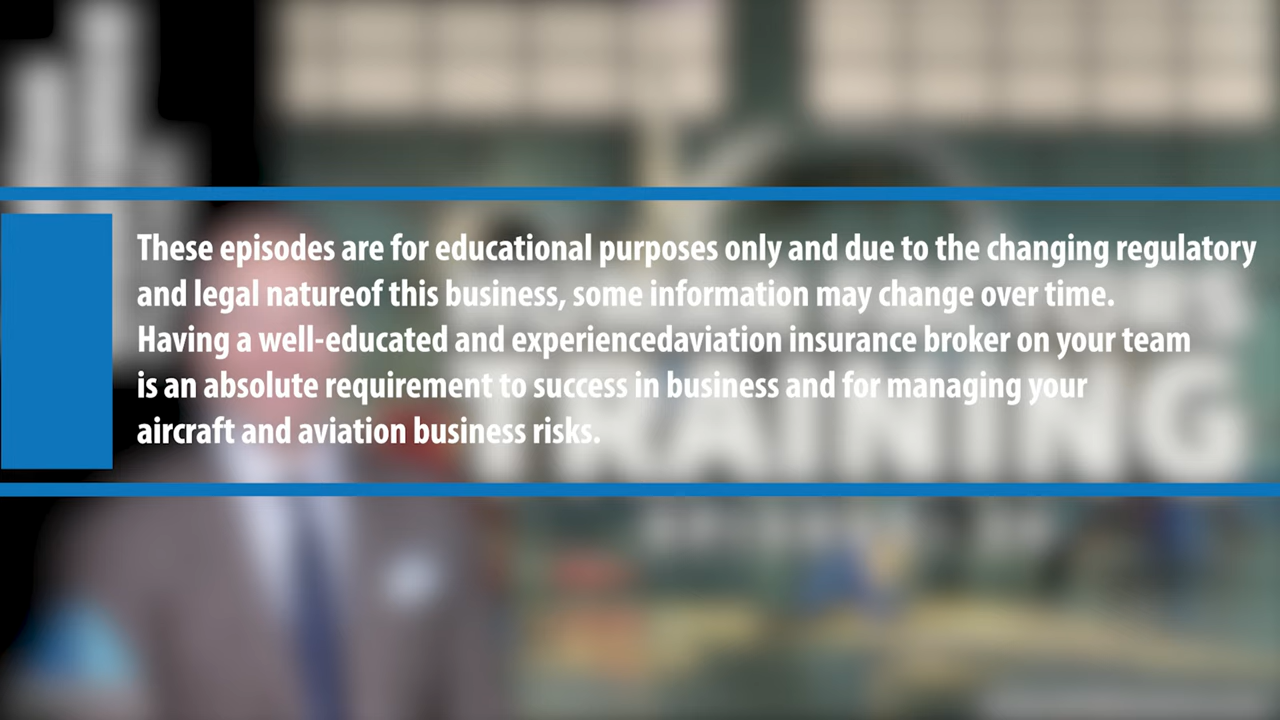 These episodes are for educational purposes only and due to the changing regulatory
and legal natureof this business, some information may change over time.
Having a well-educated and experiencedaviation insurance broker on your team
is an absolute requirement to success in business and for managing your
aircraft and aviation business risks.
TRAINING